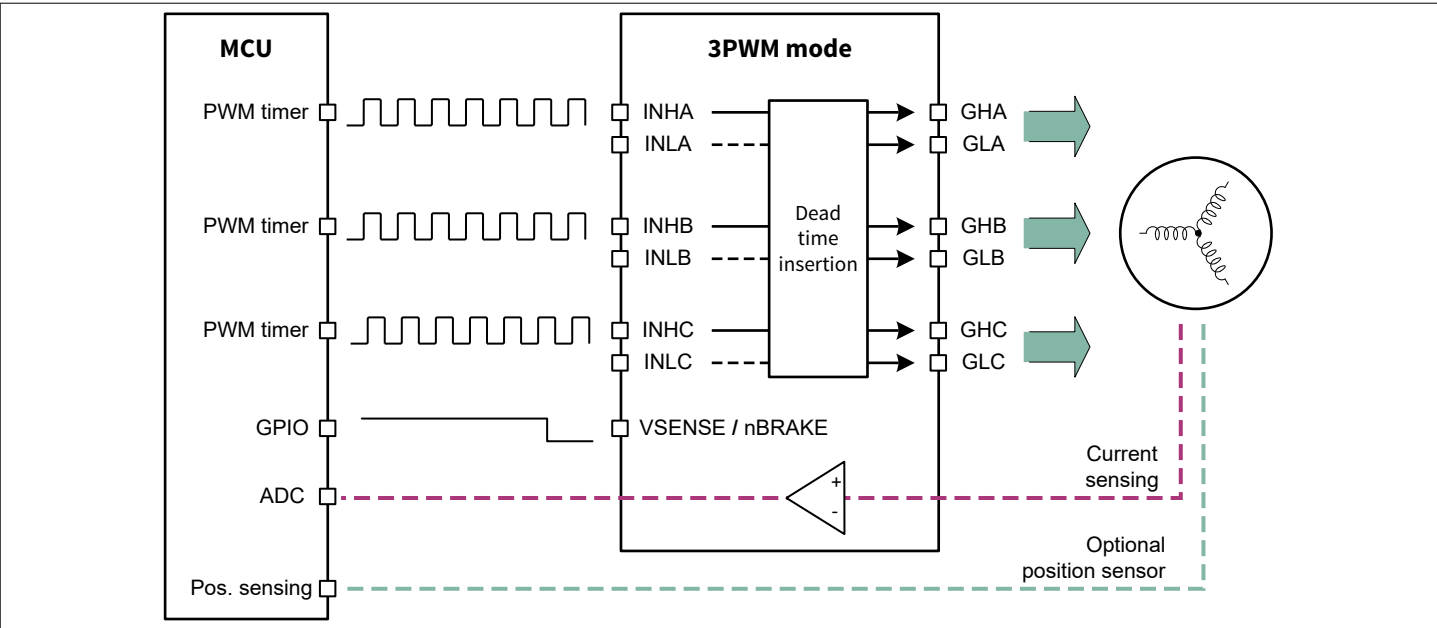 MCU
3PWM mode
PWM timer
INHA
GHA
INLA
GLA
PWM timer
INHB
GHB
INLB
GLB
Dead
time
insertion
PWM timer
INHC
GHC
INLC
GLC
GPIO
VSENSE / nBRAKE
ADC
+
-
Current
sensing
Optional
position sensor
Pos. sensing